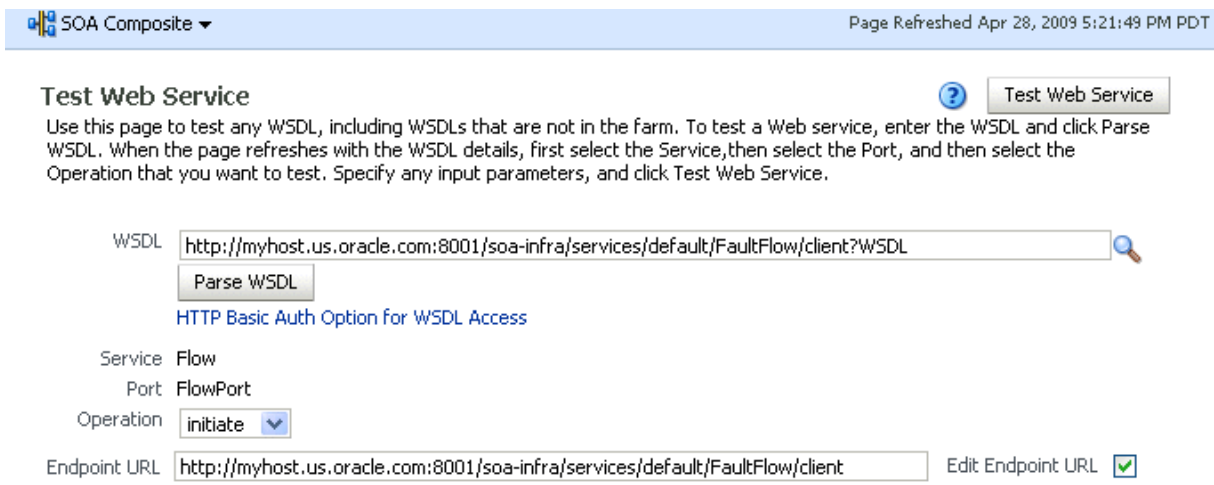 SOA Composite
Page Refreshed Apr 28, 2009 5:21:49 PM PDT
Test Web Service
Test Web Service
Use this page to test any WSDL, including WSDLs that are not in the farm. To test a Web service, enter the WSDL and click Parse
WSDL. When the page refreshes with the WSDL details, first select the Service,then select the Port, and then select the
Operation that you want to test. Specify any input parameters, and click Test Web Service.
WSDL http://myhost.us.oracle.com:8001/soa-infra/services/default/FaultFlow/client?WSDL
Parse WSDL
HTTP Basic Auth Option for WSDL Access
Service Flow
Port FlowPort
Operation initiate
Endpoint URL http://myhost.us.oracle.com:8001/soa-infra/services/default/FaultFlow/client Edit Endpoint URL